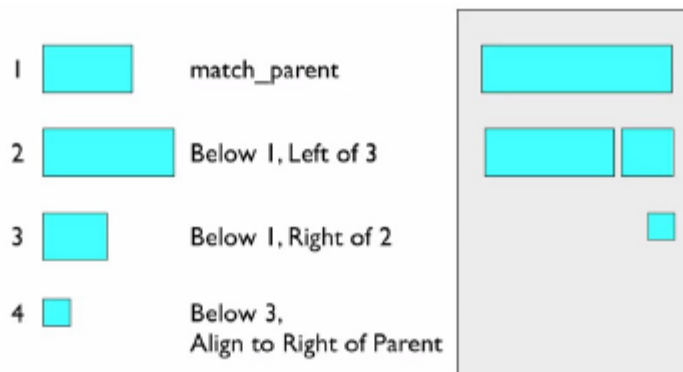 1 match_parent
2 Below 1, Left of 3
3 Below 1, Right of 2
4 Below 3,
Align to Right of Parent